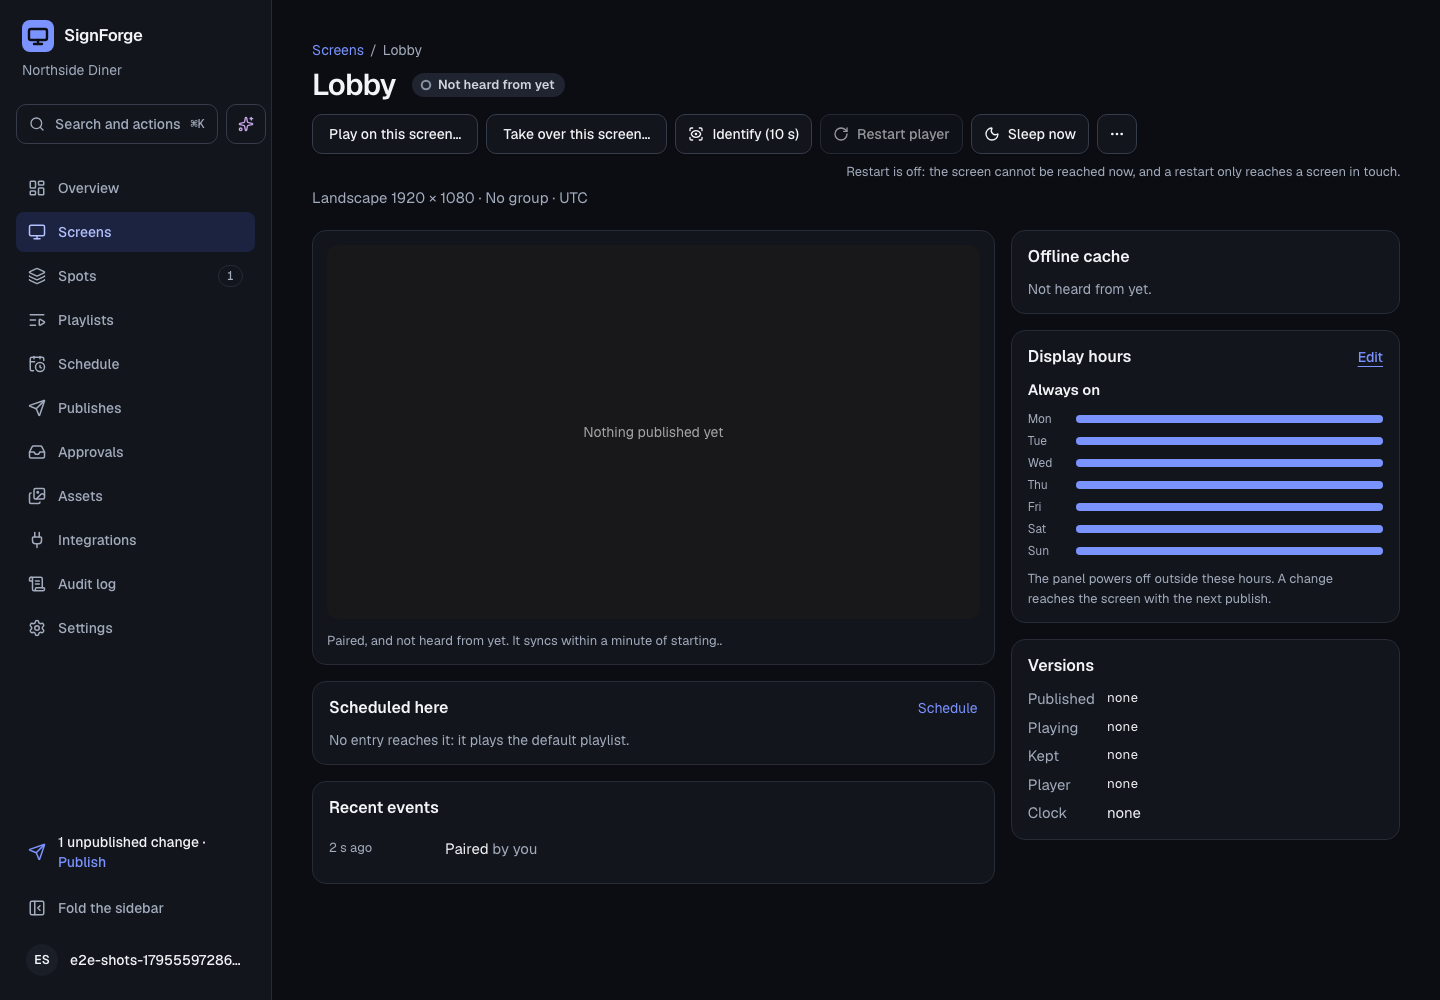 SignForge
Northside Diner
Search and actions ⌘K
Overview
Screens
Spots 1
Playlists
Schedule
Publishes
Approvals
Assets
Integrations
Audit log
Settings
1 unpublished change ·
Publish
Fold the sidebar
ES e2e-shots-17955597286…
Screens / Lobby
Lobby Not heard from yet
Play on this screen… Take over this screen… Identify (10 s) Restart player Sleep now ···
Restart is off: the screen cannot be reached now, and a restart only reaches a screen in touch.
Landscape 1920 × 1080 · No group · UTC
Nothing published yet
Paired, and not heard from yet. It syncs within a minute of starting..
Scheduled here Schedule
No entry reaches it: it plays the default playlist.
Recent events
2 s ago Paired by you
Offline cache
Not heard from yet.
Display hours Edit
Always on
Mon
Tue
Wed
Thu
Fri
Sat
Sun
The panel powers off outside these hours. A change
reaches the screen with the next publish.
Versions
Published none
Playing none
Kept none
Player none
Clock none